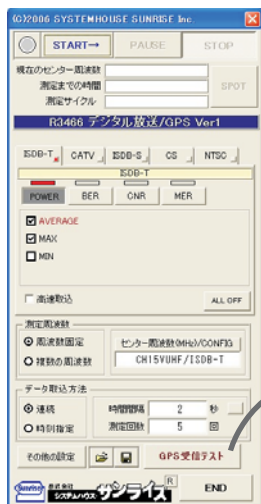 (C)2006 SYSTEMHOUSE SUNRISE Inc.
START→ PAUSE STOP
現在のセンター周波数
測定までの時間
測定サイクル
SPOT
R3466 デジタル放送/GPS Ver1
ISDB-T CATV ISDB-S CS NTSC
ISDB-T
POWER BER CNR MER
AVERAGE
MAX
MIN
高速取込 ALL OFF
測定周波数
周波数固定 センター周波数(MHz)/CONFIG
複数の周波数 CH15VUHF/ISDB-T
データ取込方法
連続 時間間隔 2 秒
時刻指定 測定回数 5 回
その他の設定 GPS受信テスト
Sunrise 株式会社 システムハウス サンライズ R END